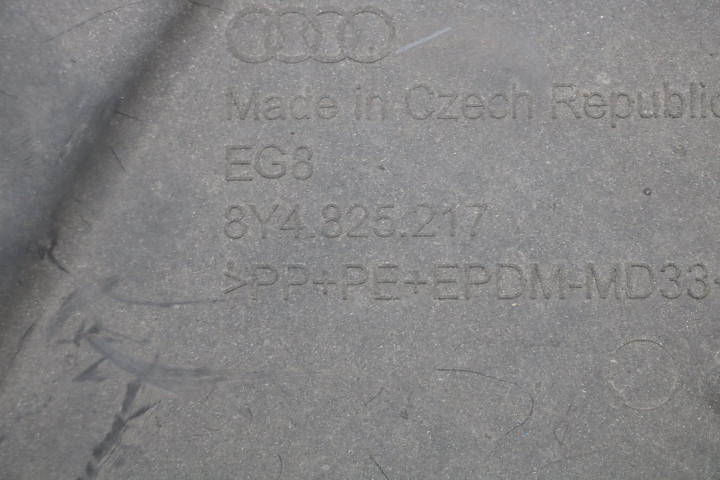 Made in Czech Republic
EG8
8Y4.825.217
>PP+PE+EPDM-MD33<